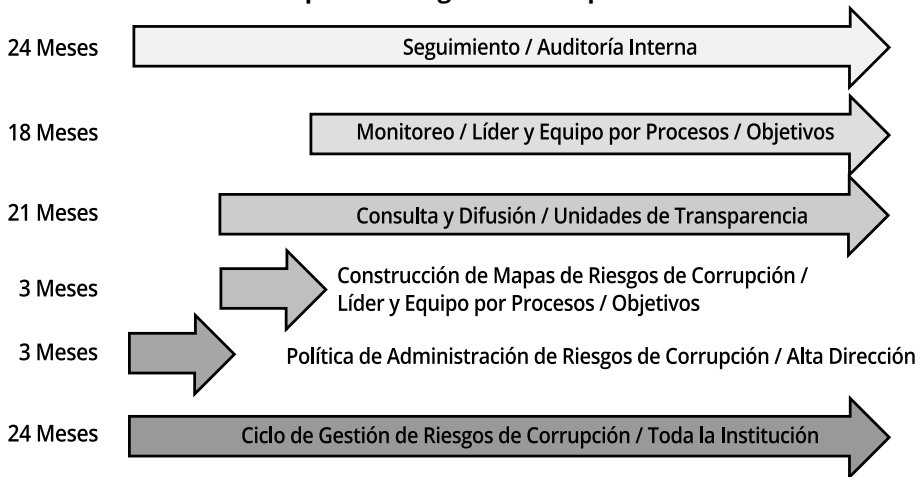 24 Meses
Seguimiento / Auditoría Interna
18 Meses
Monitoreo / Líder y Equipo por Procesos / Objetivos
21 Meses
Consulta y Difusión / Unidades de Transparencia
3 Meses
Construcción de Mapas de Riesgos de Corrupción /
Líder y Equipo por Procesos / Objetivos
3 Meses
Política de Administración de Riesgos de Corrupción / Alta Dirección
24 Meses
Ciclo de Gestión de Riesgos de Corrupción / Toda la Institución